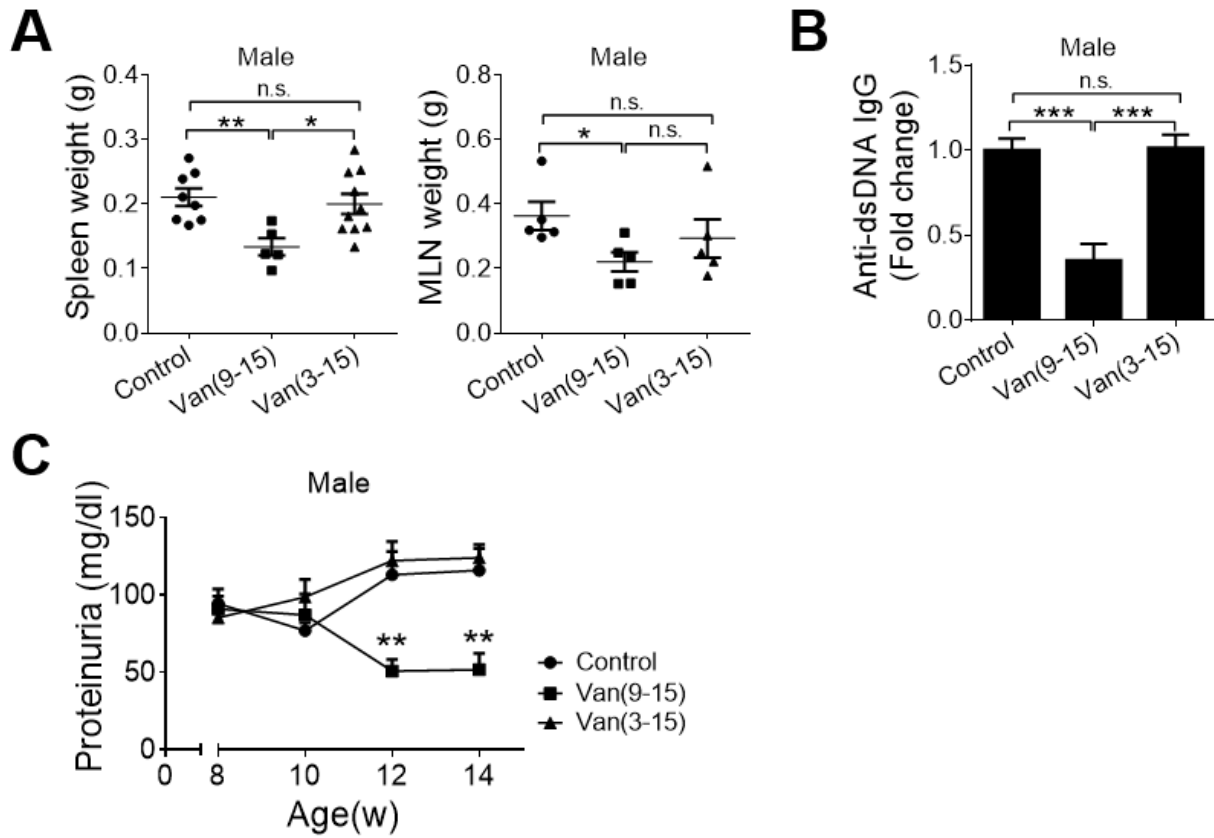 A
B
Male
Male
Male
Spleen weight (g)
0.4
0.3
0.2
0.1
0.0
n.s.
** *
Control
Van(9-15)
Van(3-15)
MLN weight (g)
0.8
0.6
0.4
0.2
0.0
n.s.
* n.s.
Control
Van(9-15)
Van(3-15)
Anti-dsDNA IgG
(Fold change)
1.5
1.0
0.5
0.0
n.s.
*** ***
Control
Van(9-15)
Van(3-15)
C
Male
Proteinuria (mg/dl)
150
100
50
0
** **
0 8 10 12 14
Age(w)
Control
Van(9-15)
Van(3-15)